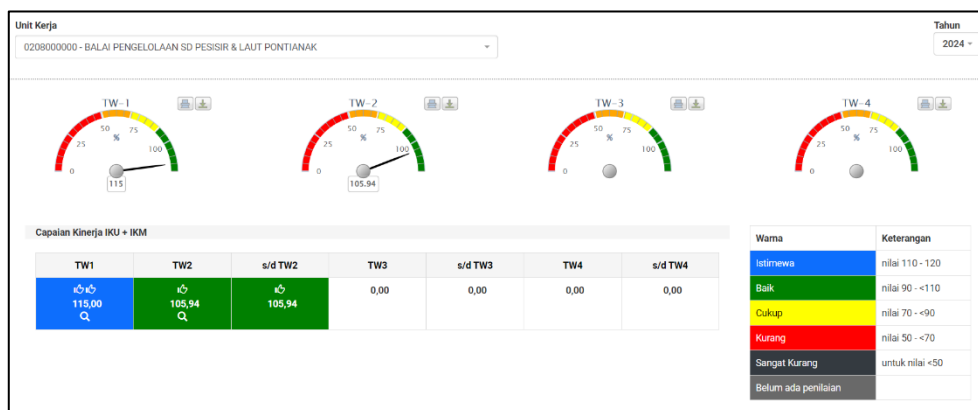 Unit Kerja
Tahun
0208000000 - BALAI PENGELOLAAN SD PESISIR & LAUT PONTIANAK
2024
TW-1
TW-2
TW-3
TW-4
0 25 50 75 100
%
115
0 25 50 75 100
%
105.94
0 25 50 75 100
%
0 25 50 75 100
%
Capaian Kinerja IKU + IKM
TW1 TW2 s/d TW2 TW3 s/d TW3 TW4 s/d TW4
115,00 105,94 105,94 0,00 0,00 0,00 0,00
Warna Keterangan
Istimewa nilai 110 - 120
Baik nilai 90 - <110
Cukup nilai 70 - <90
Kurang nilai 50 - <70
Sangat Kurang untuk nilai <50
Belum ada penilaian